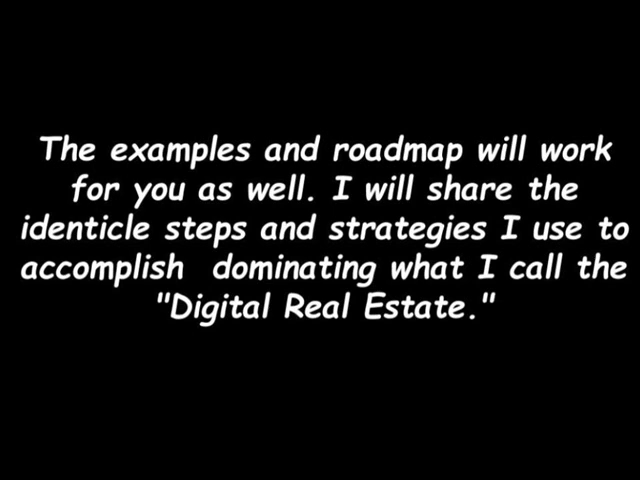 The examples and roadmap will work
for you as well. I will share the
identicle steps and strategies I use to
accomplish  dominating what I call the
"Digital Real Estate."